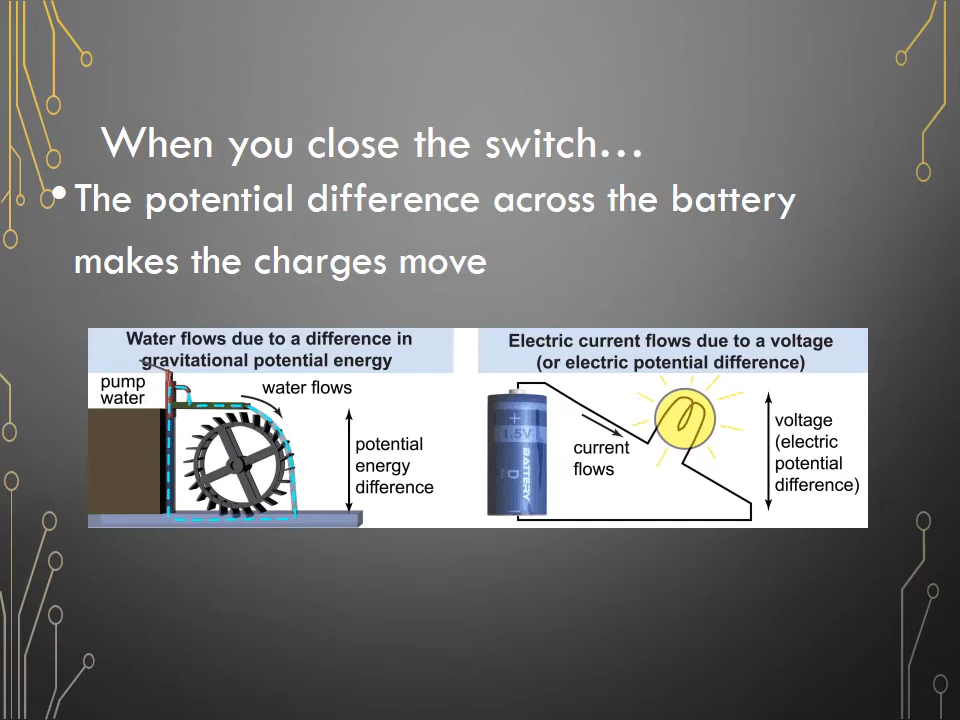 When you close the switch…
• The potential difference across the battery
makes the charges move
Water flows due to a difference in
gravitational potential energy
pump
water
water flows
potential
energy
difference
Electric current flows due to a voltage
(or electric potential difference)
+
1.5V
BATTERY
D
current
flows
voltage
(electric
potential
difference)